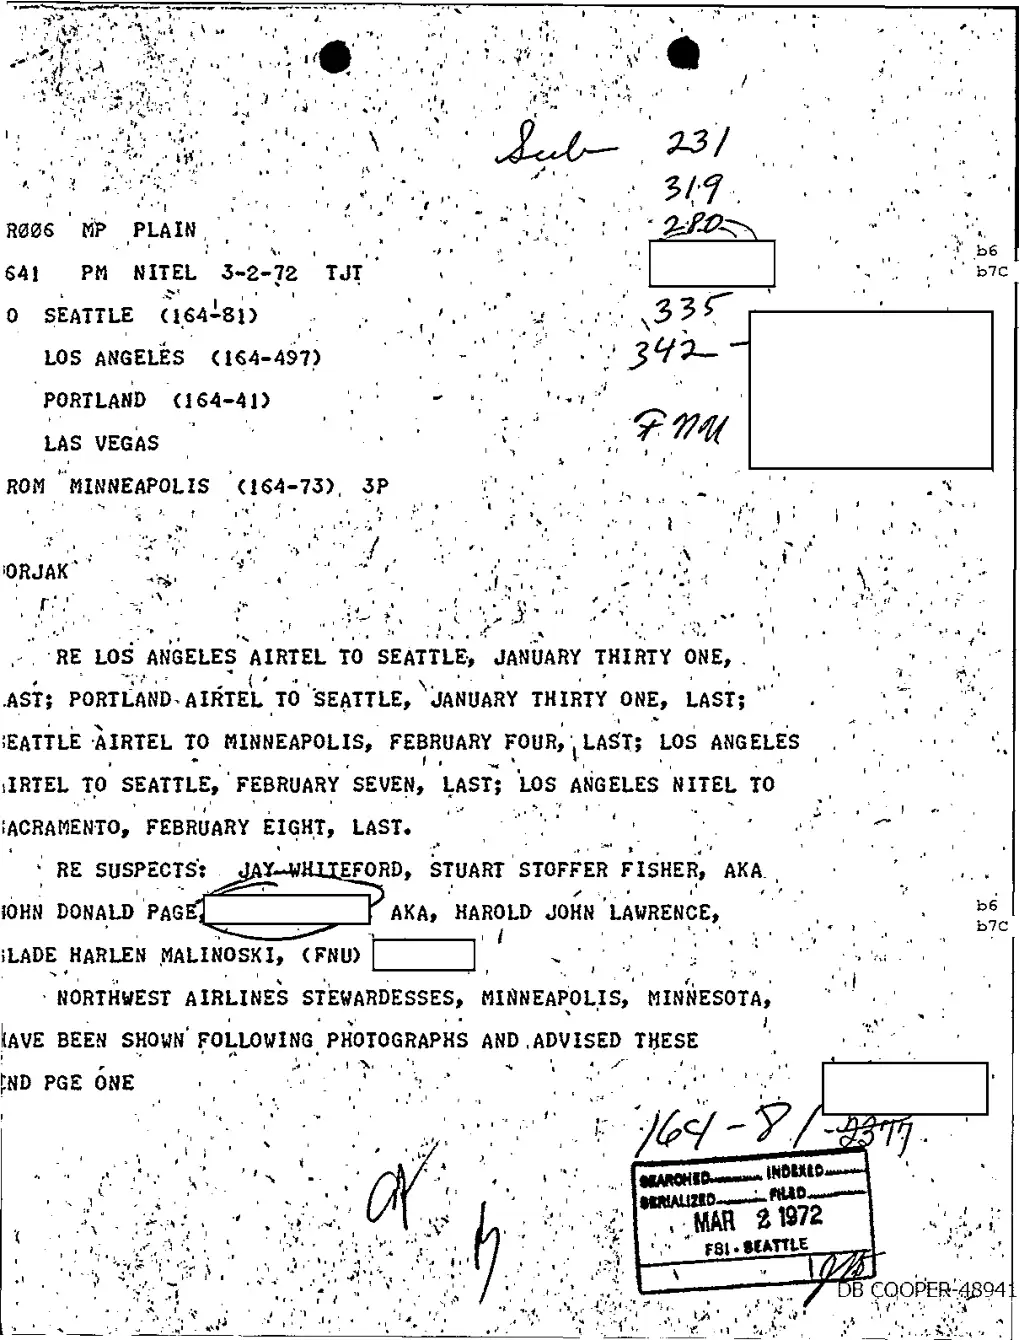 Sub 231
319
280
R006 MP PLAIN
b6
641 PM NITEL 3-2-72 TJT
b7C
O SEATTLE (164-81)
335
LOS ANGELES (164-497)
342
PORTLAND (164-41)
FNU
LAS VEGAS
ROM MINNEAPOLIS (164-73) 3P
ORJAK
RE LOS ANGELES AIRTEL TO SEATTLE, JANUARY THIRTY ONE,
AST; PORTLAND AIRTEL TO SEATTLE, JANUARY THIRTY ONE, LAST;
EATTLE AIRTEL TO MINNEAPOLIS, FEBRUARY FOUR, LAST; LOS ANGELES
IRTEL TO SEATTLE, FEBRUARY SEVEN, LAST; LOS ANGELES NITEL TO
ACRAMENTO, FEBRUARY EIGHT, LAST.
RE SUSPECTS: JAY WHITEFORD, STUART STOFFER FISHER, AKA
OHN DONALD PAGE, AKA, HAROLD JOHN LAWRENCE,
b6
b7C
LADE HARLEN MALINOSKI, (FNU)
NORTHWEST AIRLINES STEWARDESSES, MINNEAPOLIS, MINNESOTA,
HAVE BEEN SHOWN FOLLOWING PHOTOGRAPHS AND ADVISED THESE
END PGE ONE
164-81-2377
SEARCHED INDEXED
SERIALIZED FILED
MAR 2 1972
FBI - SEATTLE
DB COOPER-48941